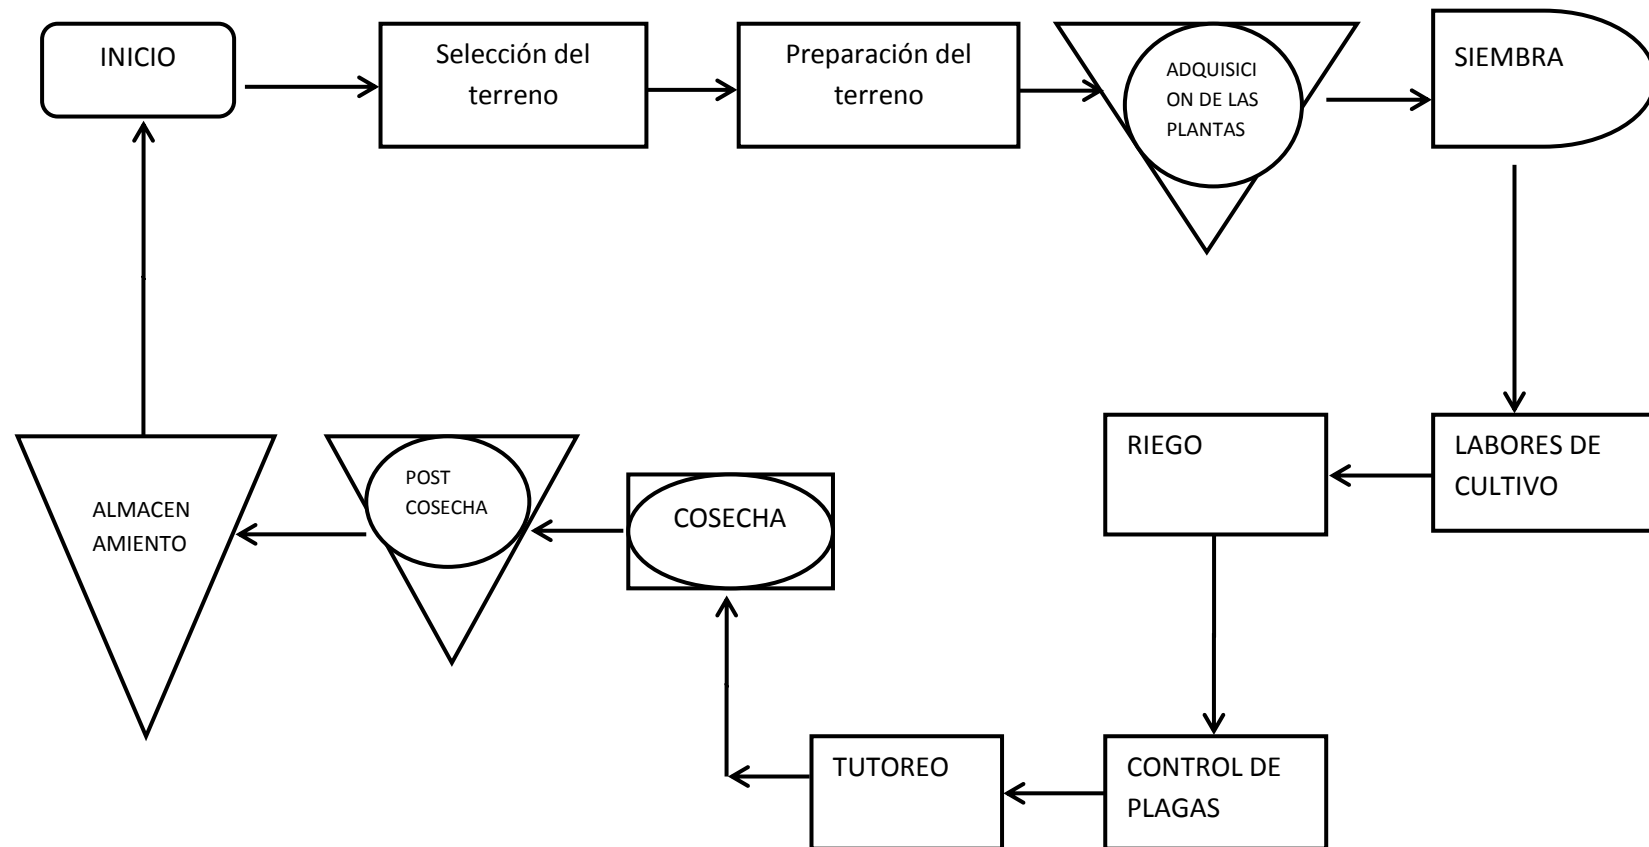 INICIO
Selección del
terreno
Preparación del
terreno
ADQUISICI
ON DE LAS
PLANTAS
SIEMBRA
LABORES DE
CULTIVO
RIEGO
CONTROL DE
PLAGAS
TUTOREO
COSECHA
POST
COSECHA
ALMACEN
AMIENTO